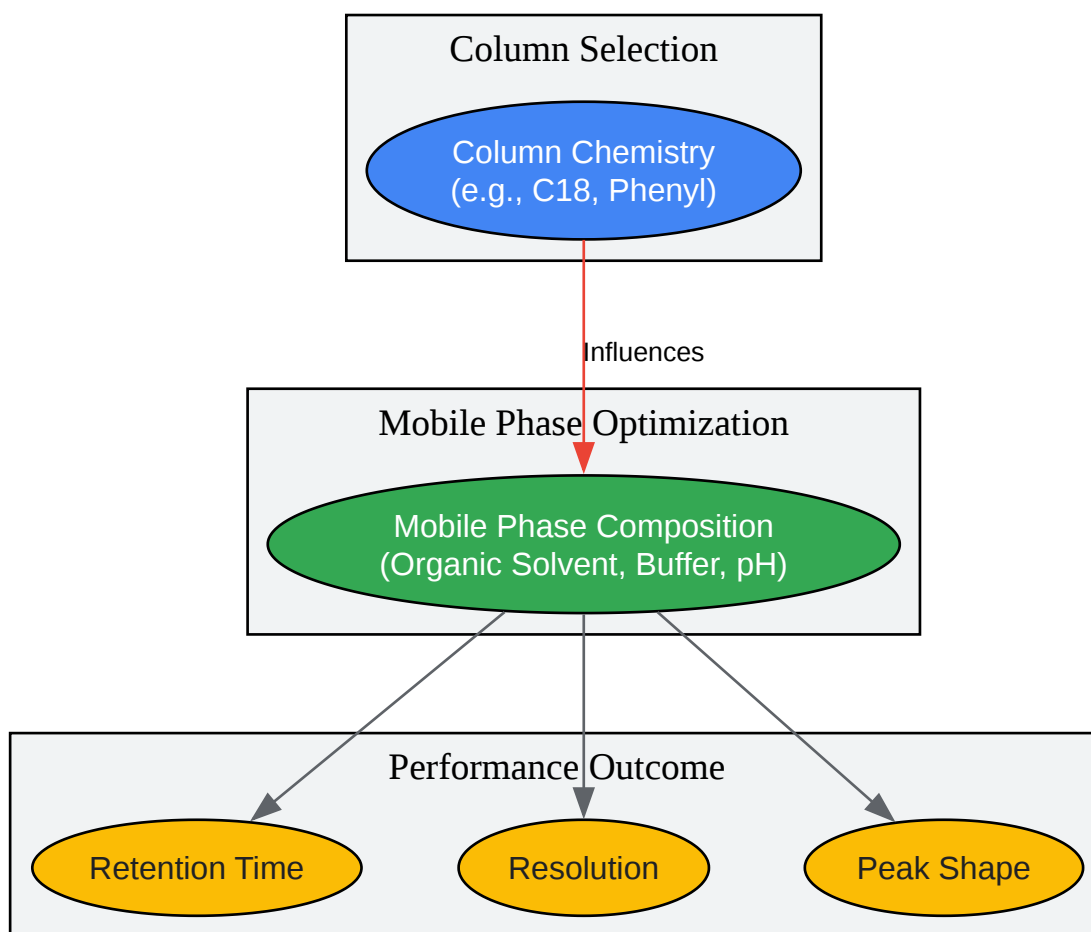 Column Selection
Column Chemistry
(e.g., C18, Phenyl)
Influences
Mobile Phase Optimization
Mobile Phase Composition
(Organic Solvent, Buffer, pH)
Performance Outcome
Retention Time
Resolution
Peak Shape